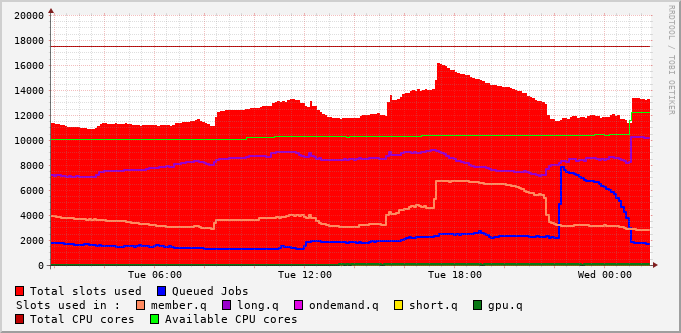 RRDTOOL / TOBI OETIKER
20000
18000
16000
14000
12000
10000
8000
6000
4000
2000
0
Tue 06:00 Tue 12:00 Tue 18:00 Wed 00:00
Total slots used Queued Jobs
Slots used in : member.q long.q ondemand.q short.q gpu.q
Total CPU cores Available CPU cores